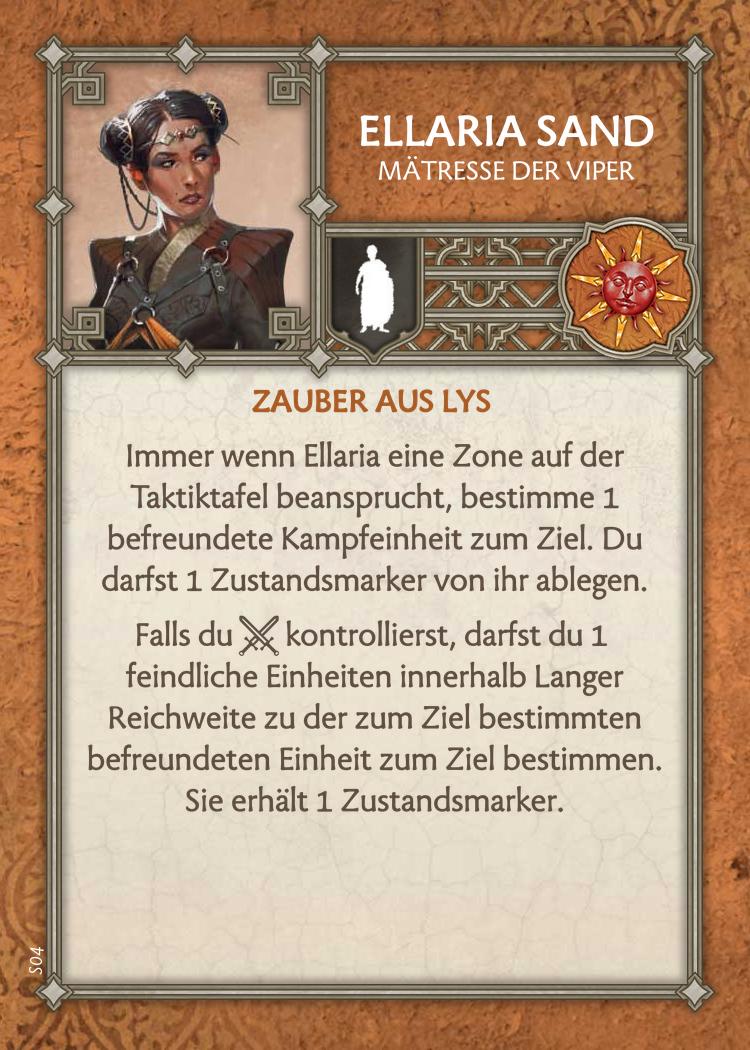 ELLARIA SAND
MÄTRESSE DER VIPER
ZAUBER AUS LYS
Immer wenn Ellaria eine Zone auf der
Taktiktafel beansprucht, bestimme 1
befreundete Kampfeinheit zum Ziel. Du
darfst 1 Zustandsmarker von ihr ablegen.
Falls du kontrollierst, darfst du 1
feindliche Einheiten innerhalb Langer
Reichweite zu der zum Ziel bestimmten
befreundeten Einheit zum Ziel bestimmen.
Sie erhält 1 Zustandsmarker.
S04